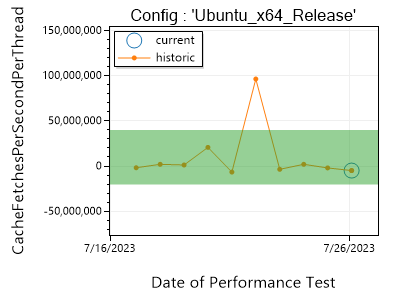 Config : 'Ubuntu_x64_Release'
CacheFetchesPerSecondPerThread
150,000,000
100,000,000
50,000,000
0
-50,000,000
current
historic
7/16/2023
7/26/2023
Date of Performance Test